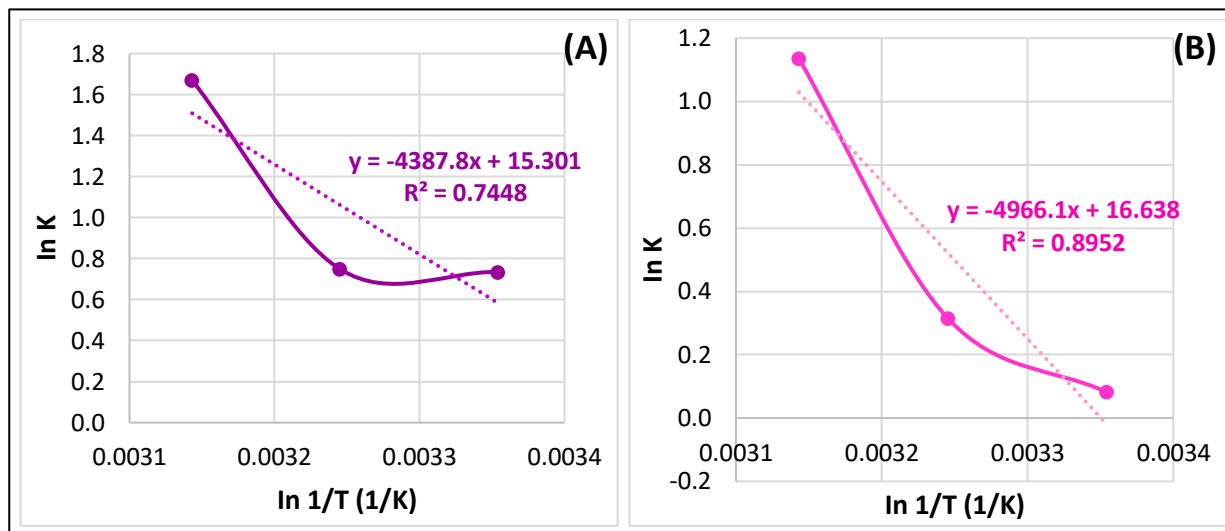 (A)
1.8
1.6
1.4
1.2
1.0
0.8
0.6
0.4
0.2
0.0
ln K
y = -4387.8x + 15.301
R² = 0.7448
0.0031 0.0032 0.0033 0.0034
ln 1/T (1/K)
(B)
1.2
1.0
0.8
0.6
0.4
0.2
0.0
-0.2
ln K
y = -4966.1x + 16.638
R² = 0.8952
0.0031 0.0032 0.0033 0.0034
ln 1/T (1/K)